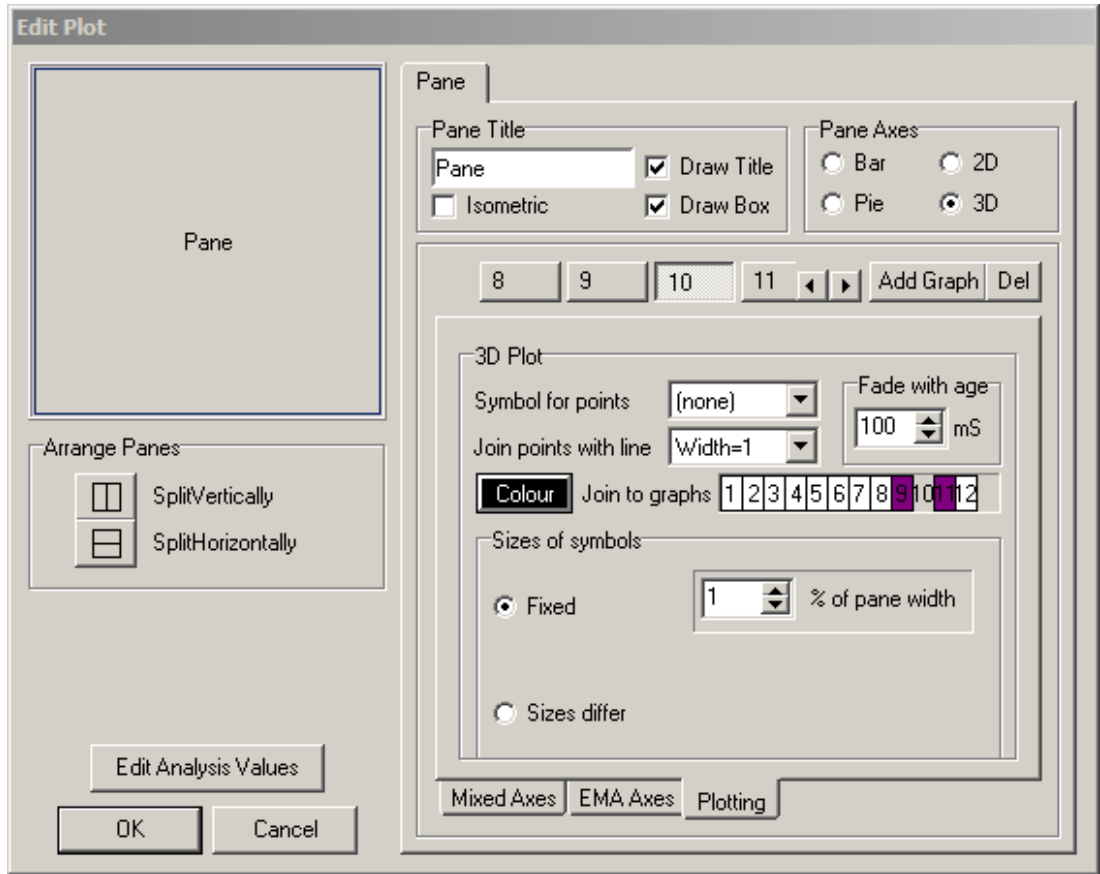 Edit Plot
Pane
Pane
Pane Title
Pane
Draw Title
Isometric
Draw Box
Pane Axes
Bar
2D
Pie
3D
8
9
10
11
Add Graph
Del
3D Plot
Symbol for points
(none)
Join points with line
Width=1
Fade with age
100
mS
Colour
Join to graphs
1 2 3 4 5 6 7 8 9 10 11 12
Sizes of symbols
Fixed
1
% of pane width
Sizes differ
Mixed Axes
EMA Axes
Plotting
Arrange Panes
SplitVertically
SplitHorizontally
Edit Analysis Values
OK
Cancel